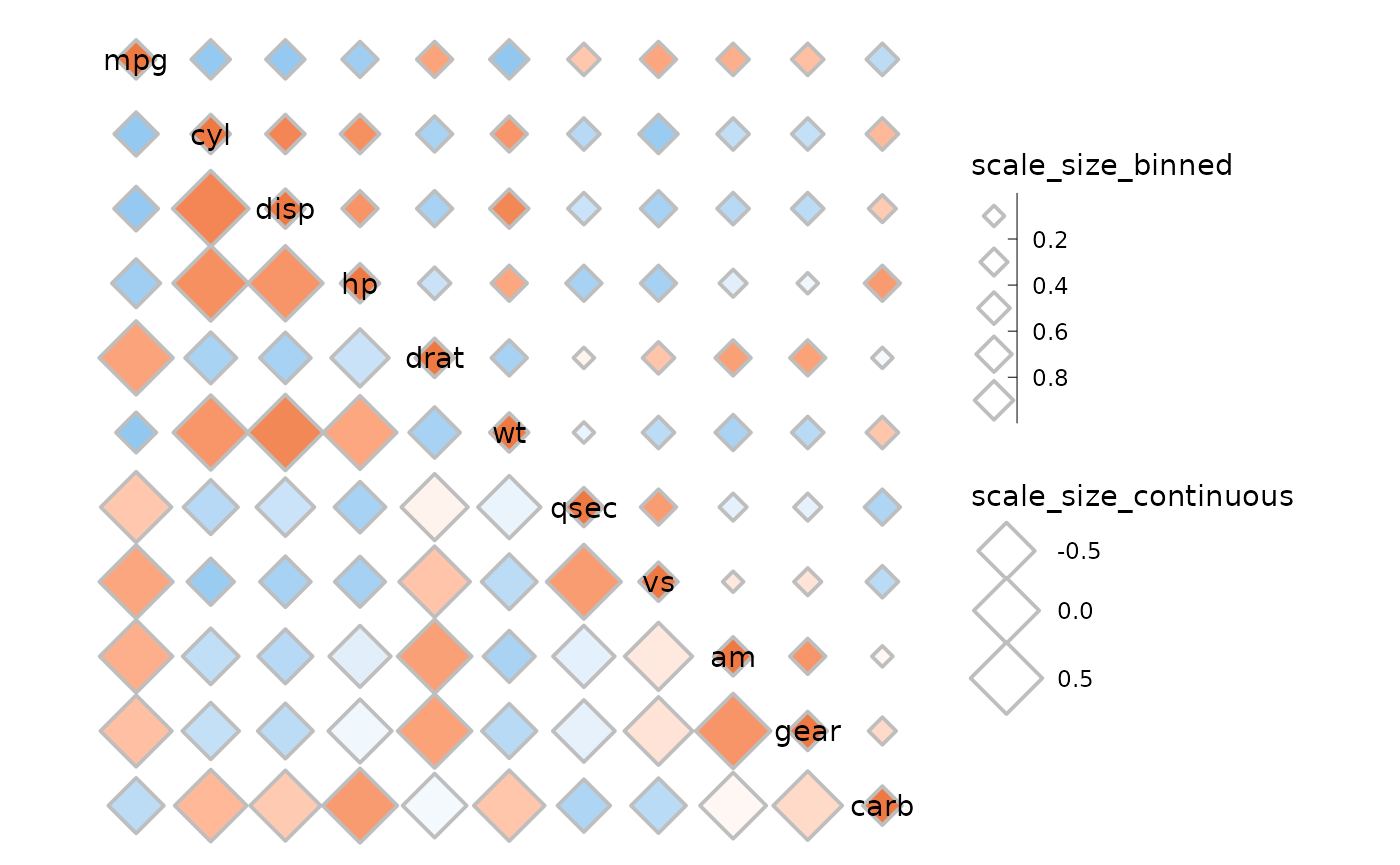 mpg
cyl
disp
hp
drat
wt
qsec
vs
am
gear
carb
scale_size_binned
0.2
0.4
0.6
0.8
scale_size_continuous
-0.5
0.0
0.5